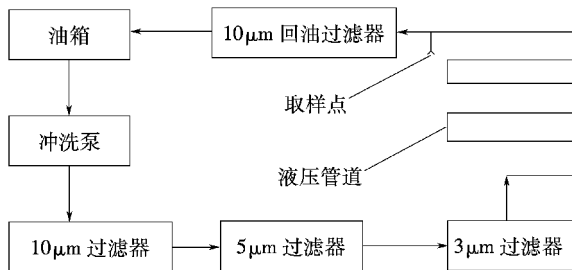 油箱
10μm 回油过滤器
取样点
冲洗泵
液压管道
10μm 过滤器
5μm 过滤器
3μm 过滤器